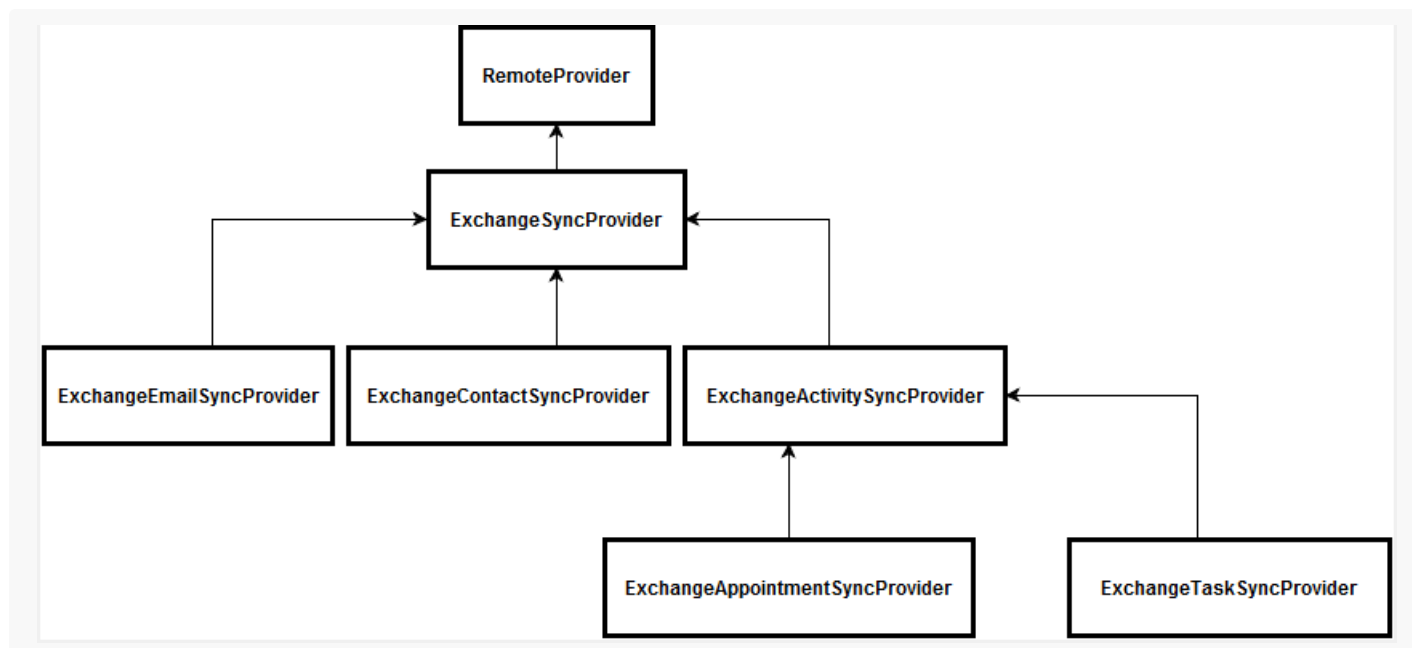 RemoteProvider
ExchangeSyncProvider
ExchangeEmailSyncProvider
ExchangeContactSyncProvider
ExchangeActivitySyncProvider
ExchangeAppointmentSyncProvider
ExchangeTaskSyncProvider